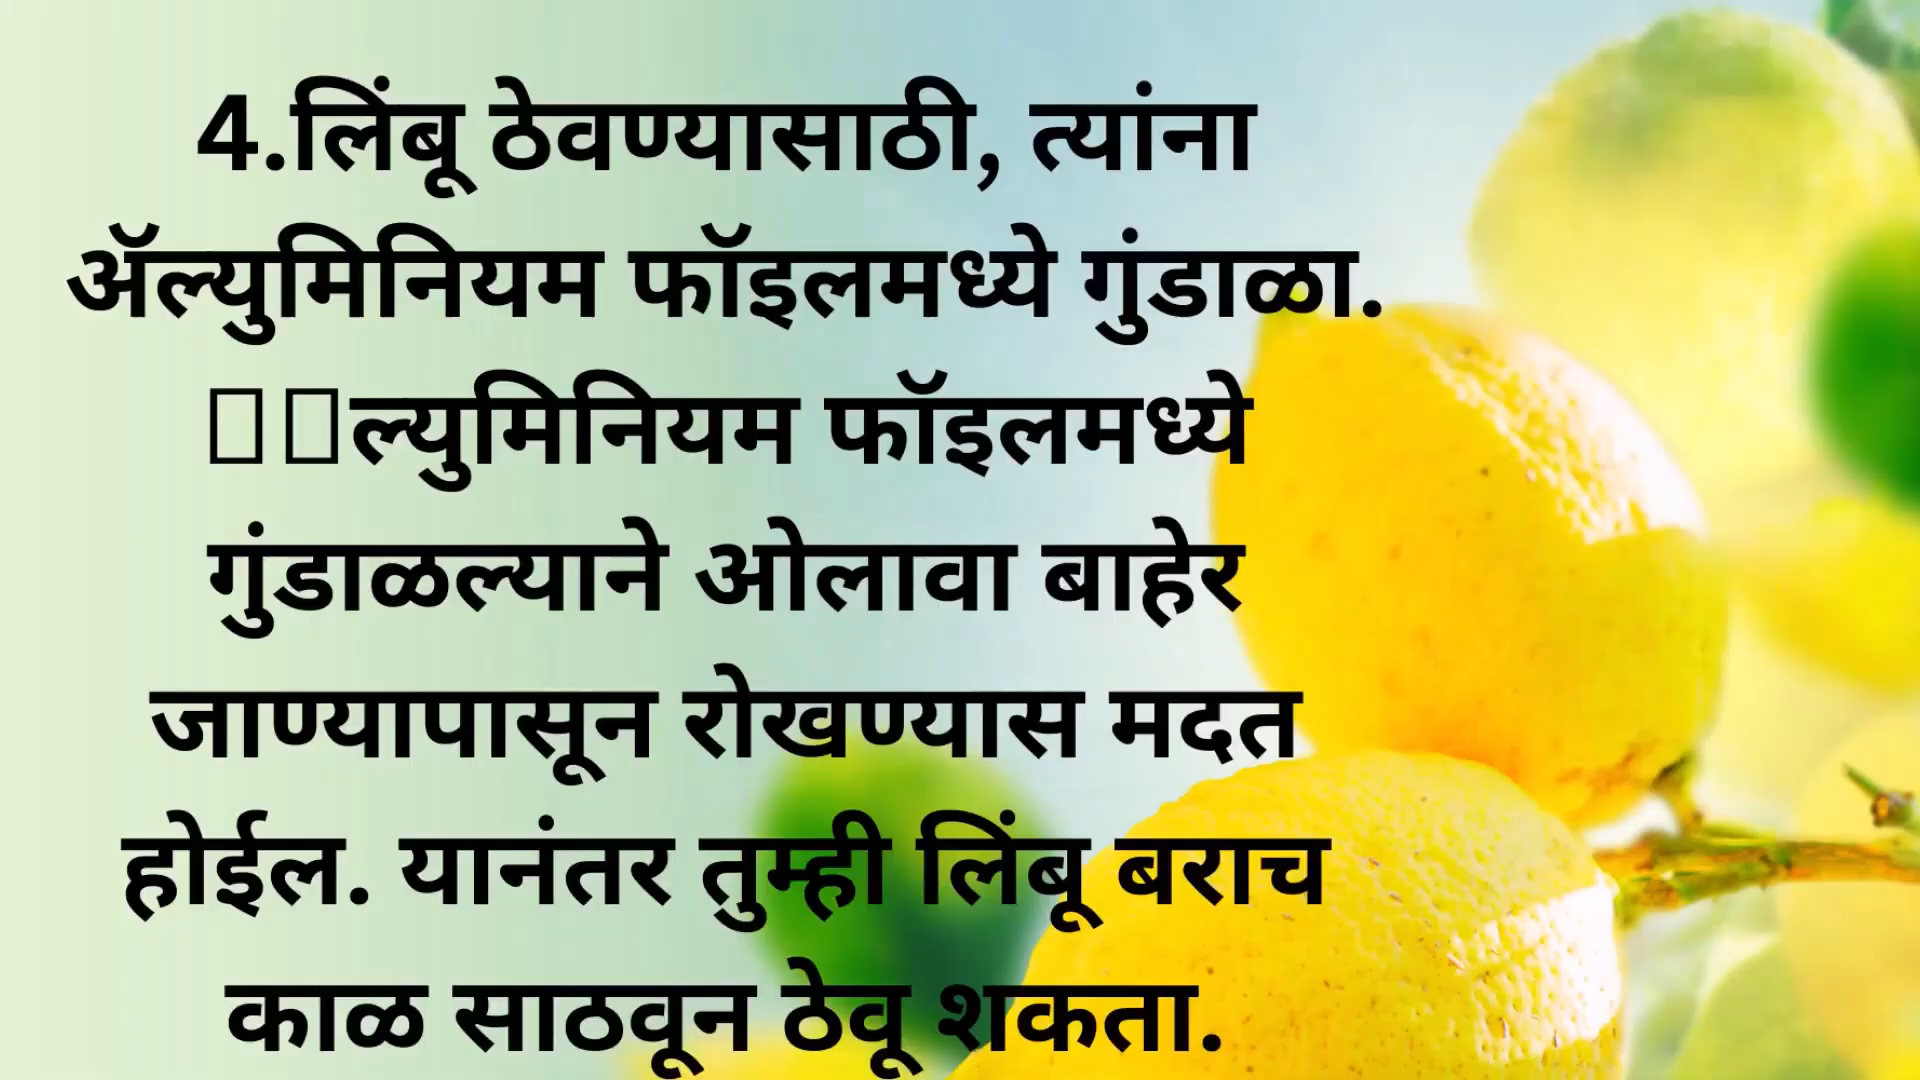 4.लिंबू ठेवण्यासाठी, त्यांना
ॲल्युमिनियम फॉइलमध्ये गुंडाळा.
▯▯ल्युमिनियम फॉइलमध्ये
गुंडाळल्याने ओलावा बाहेर
जाण्यापासून रोखण्यास मदत
होईल. यानंतर तुम्ही लिंबू बराच
काळ साठवून ठेवू शकता.